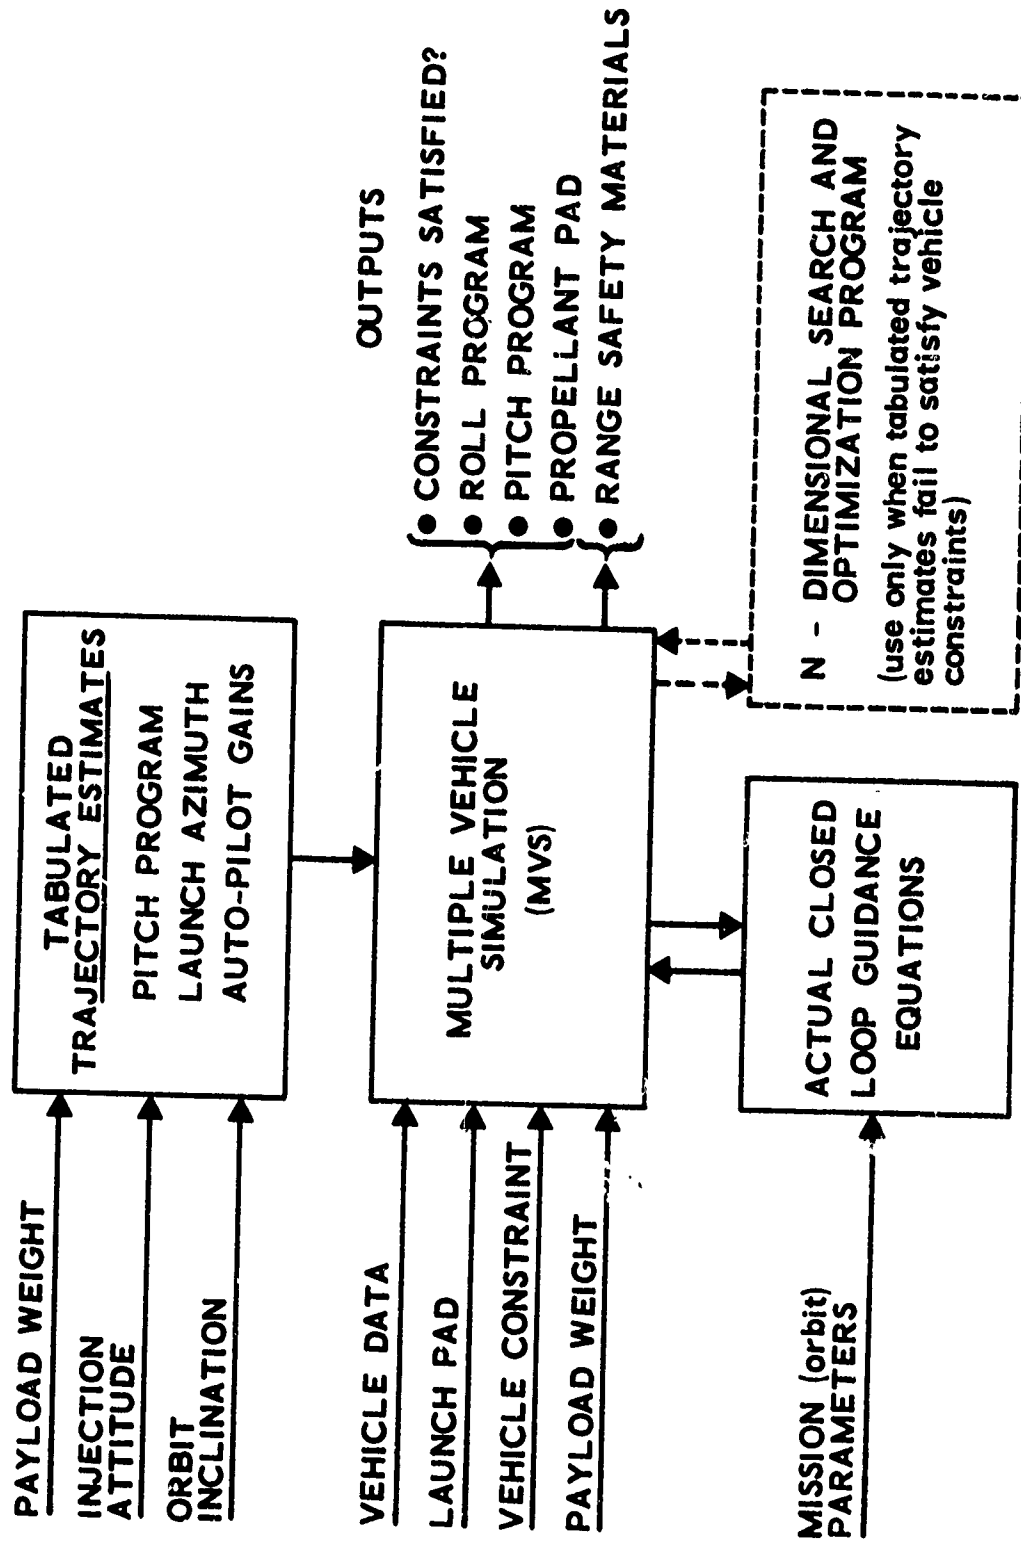 PAYLOAD WEIGHT
INJECTION
ATTITUDE
ORBIT
INCLINATION
TABULATED
TRAJECTORY ESTIMATES
PITCH PROGRAM
LAUNCH AZIMUTH
AUTO-PILOT GAINS
VEHICLE DATA
LAUNCH PAD
VEHICLE CONSTRAINT
PAYLOAD WEIGHT
MULTIPLE VEHICLE
SIMULATION
(MVS)
OUTPUTS
● CONSTRAINTS SATISFIED?
● ROLL PROGRAM
● PITCH PROGRAM
● PROPELLANT PAD
● RANGE SAFETY MATERIALS
MISSION (orbit)
PARAMETERS
ACTUAL CLOSED
LOOP GUIDANCE
EQUATIONS
N - DIMENSIONAL SEARCH AND
OPTIMIZATION PROGRAM
(use only when tabulated trajectory
estimates fail to satisfy vehicle
constraints)